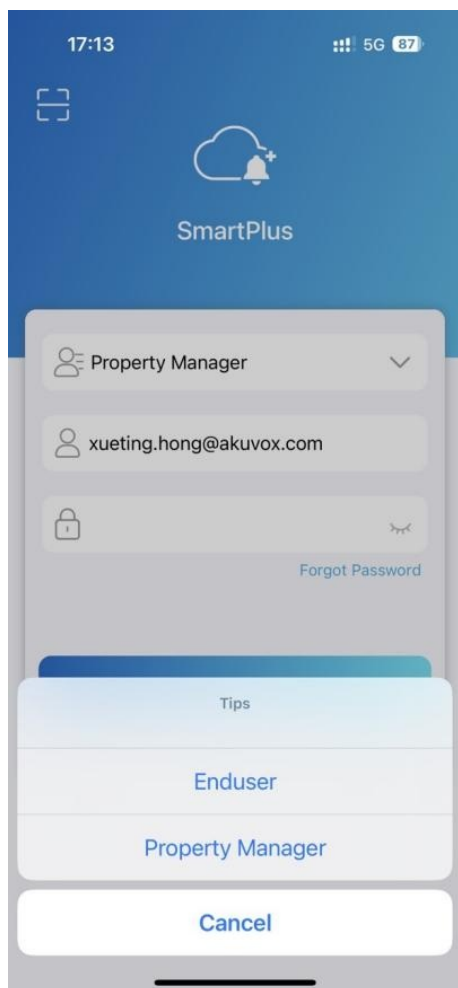 17:13
5G 87
SmartPlus
Property Manager
xueting.hong@akuvox.com
Forgot Password
Tips
Enduser
Property Manager
Cancel